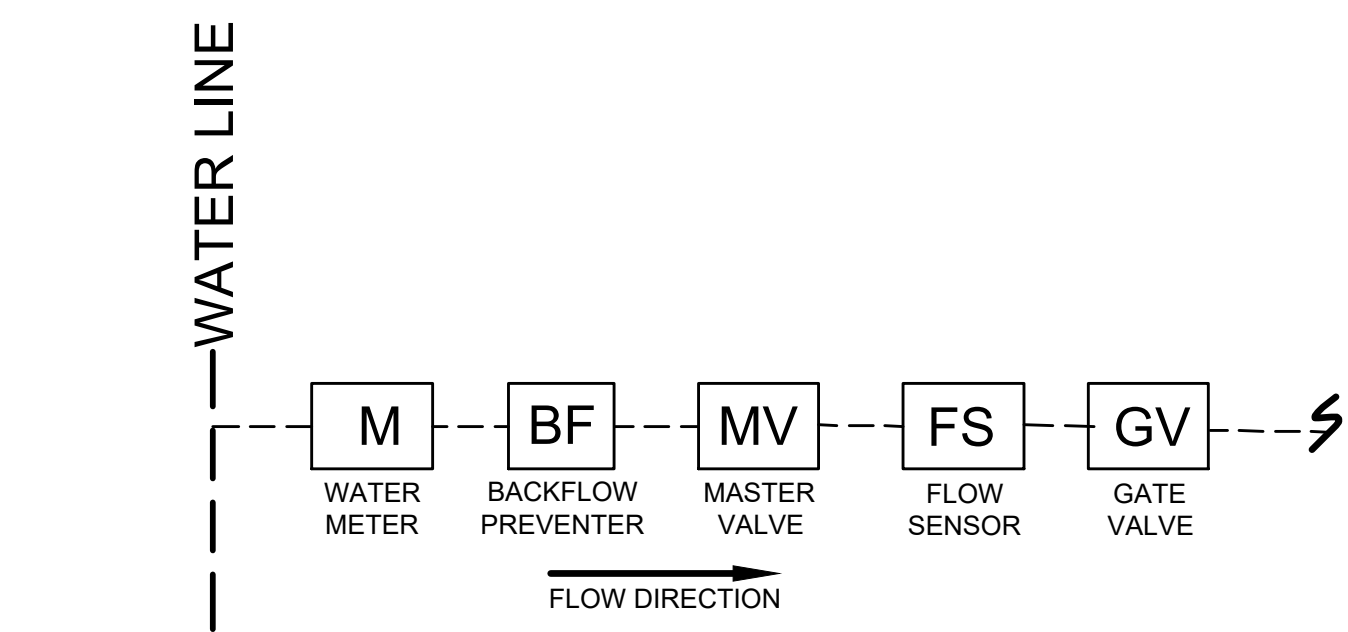 WATER LINE
M
BF
MV
FS
GV
WATER
METER
BACKFLOW
PREVENTER
MASTER
VALVE
FLOW
SENSOR
GATE
VALVE
FLOW DIRECTION